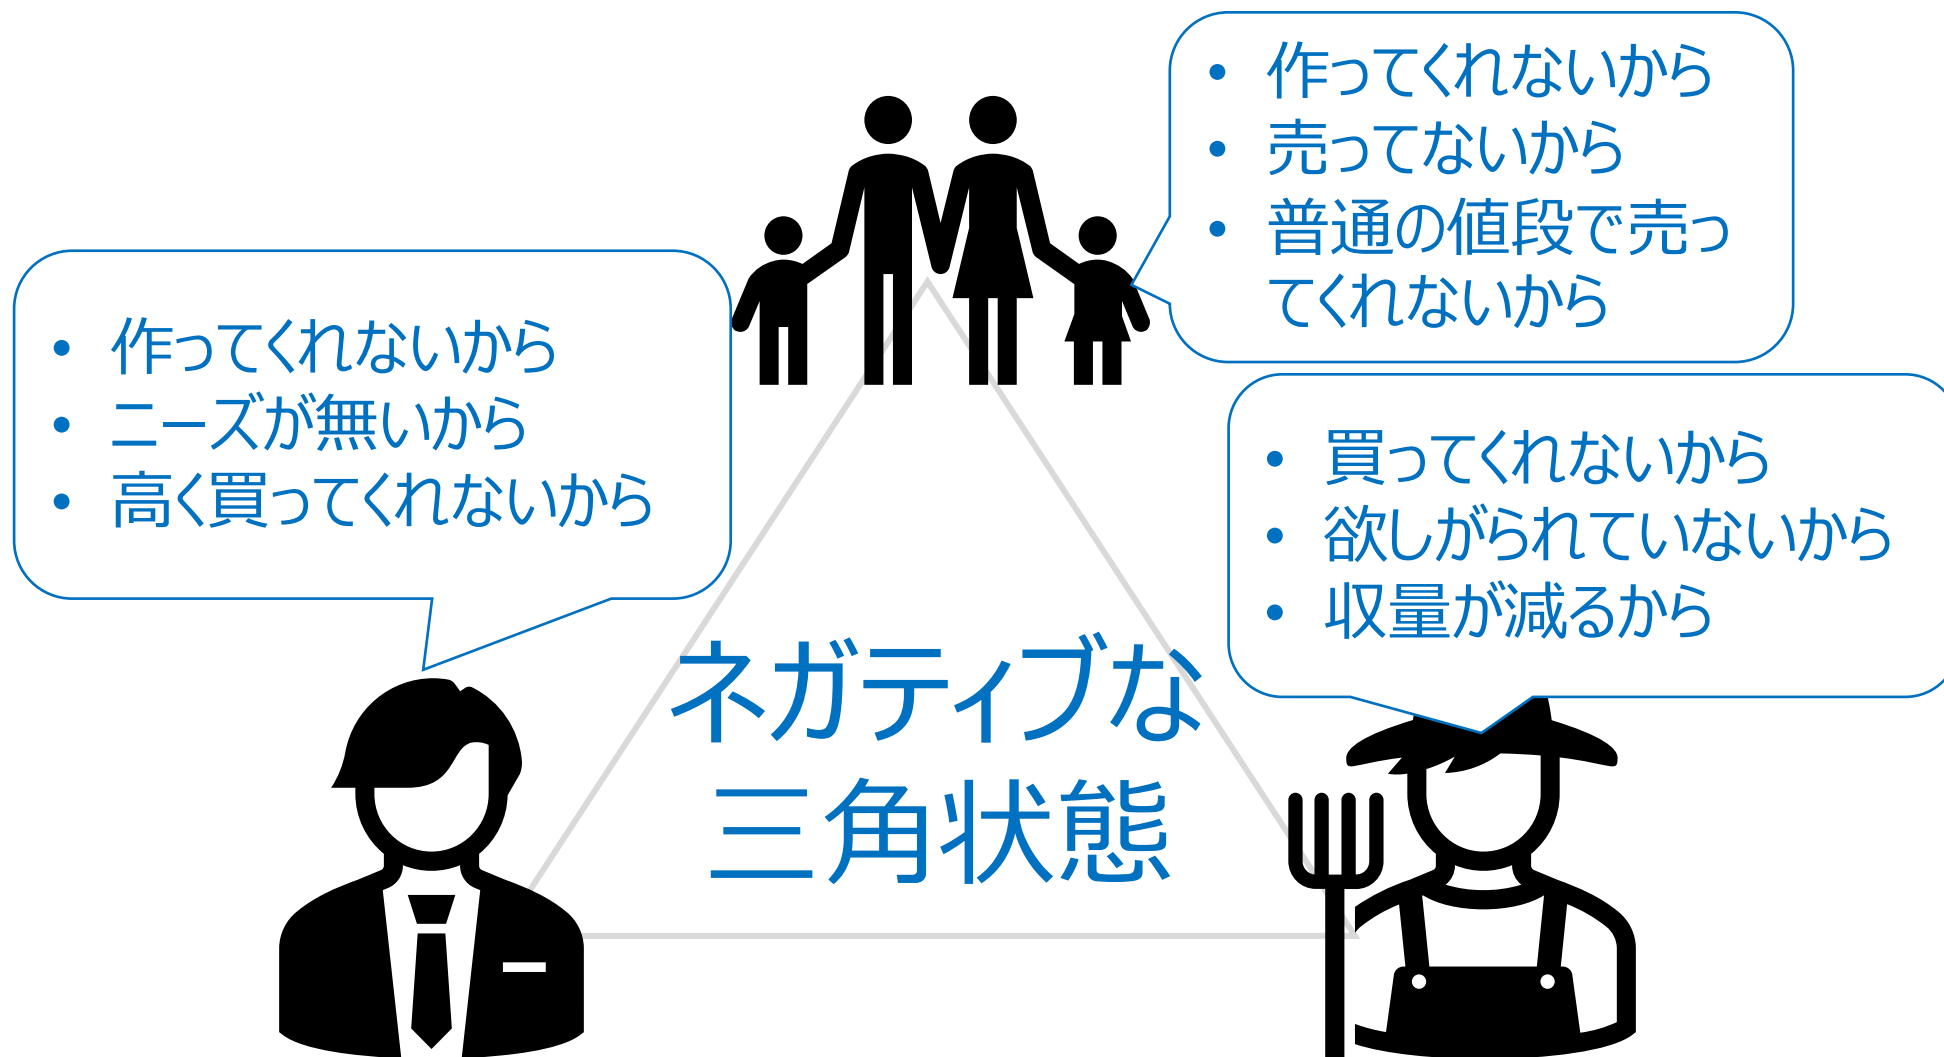 • 作ってくれないから
• 売ってないから
• 普通の値段で売っ
てくれないから
• 作ってくれないから
• ニーズが無いから
• 高く買ってくれないから
• 買ってくれないから
• 欲しがられていないから
• 収量が減るから
ネガティブな
三角状態